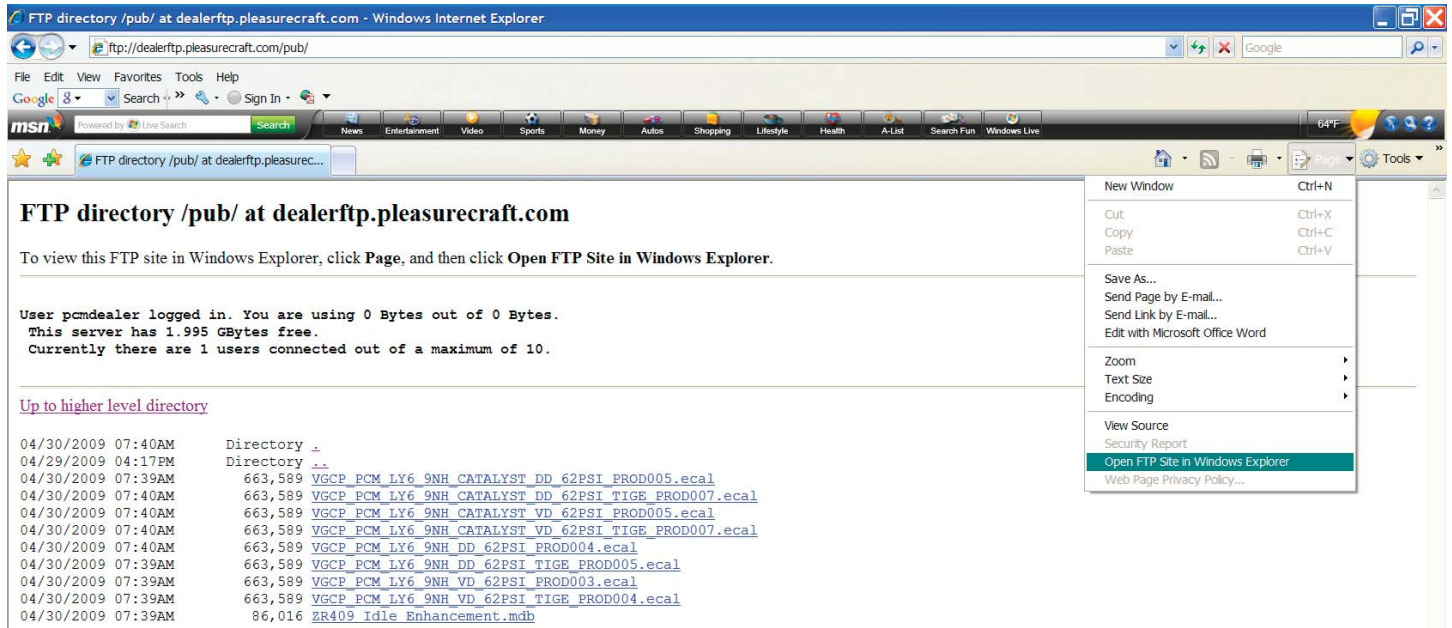 FTP directory /pub/ at dealerftp.pleasurecraft.com - Windows Internet Explorer
ftp://dealerftp.pleasurecraft.com/pub/ Google
File Edit View Favorites Tools Help
Google Search Sign In
msn Powered by Live Search Search News Entertainment Video Sports Money Autos Shopping Lifestyle Health A-List Search Fun Windows Live 64°F
FTP directory /pub/ at dealerftp.pleasurec... Page Tools
FTP directory /pub/ at dealerftp.pleasurecraft.com
To view this FTP site in Windows Explorer, click Page, and then click Open FTP Site in Windows Explorer.
User pcmdealer logged in. You are using 0 Bytes out of 0 Bytes.
This server has 1.995 GBytes free.
Currently there are 1 users connected out of a maximum of 10.
Up to higher level directory
04/30/2009 07:40AM Directory .
04/29/2009 04:17PM Directory ..
04/30/2009 07:39AM 663,589 VGCP_PCM_LY6_9NH_CATALYST_DD_62PSI_PROD005.ecal
04/30/2009 07:40AM 663,589 VGCP_PCM_LY6_9NH_CATALYST_DD_62PSI_TIGE_PROD007.ecal
04/30/2009 07:40AM 663,589 VGCP_PCM_LY6_9NH_CATALYST_VD_62PSI_PROD005.ecal
04/30/2009 07:40AM 663,589 VGCP_PCM_LY6_9NH_CATALYST_VD_62PSI_TIGE_PROD007.ecal
04/30/2009 07:40AM 663,589 VGCP_PCM_LY6_9NH_DD_62PSI_PROD004.ecal
04/30/2009 07:39AM 663,589 VGCP_PCM_LY6_9NH_DD_62PSI_TIGE_PROD005.ecal
04/30/2009 07:39AM 663,589 VGCP_PCM_LY6_9NH_VD_62PSI_PROD003.ecal
04/30/2009 07:39AM 663,589 VGCP_PCM_LY6_9NH_VD_62PSI_TIGE_PROD004.ecal
04/30/2009 07:39AM 86,016 ZR409_Idle_Enhancement.mdb
New Window Ctrl+N
Cut Ctrl+X
Copy Ctrl+C
Paste Ctrl+V
Save As...
Send Page by E-mail...
Send Link by E-mail...
Edit with Microsoft Office Word
Zoom
Text Size
Encoding
View Source
Security Report
Open FTP Site in Windows Explorer
Web Page Privacy Policy...